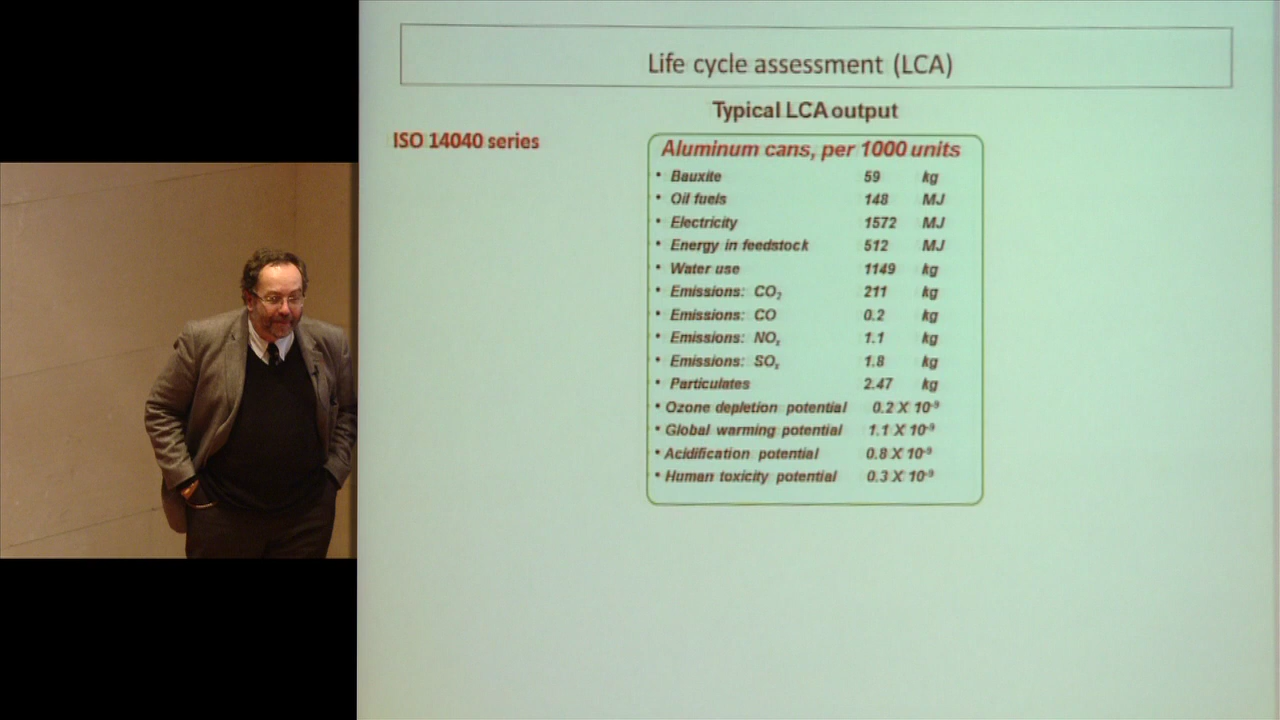 Life cycle assessment (LCA)
Typical LCA output
ISO 14040 series
Aluminum cans, per 1000 units
• Bauxite 59 kg
• Oil fuels 148 MJ
• Electricity 1572 MJ
• Energy in feedstock 512 MJ
• Water use 1149 kg
• Emissions: CO₂ 211 kg
• Emissions: CO 0.2 kg
• Emissions: NOₓ 1.1 kg
• Emissions: SOₓ 1.8 kg
• Particulates 2.47 kg
• Ozone depletion potential 0.2 X 10⁻⁹
• Global warming potential 1.1 X 10⁻⁹
• Acidification potential 0.8 X 10⁻⁹
• Human toxicity potential 0.3 X 10⁻⁹